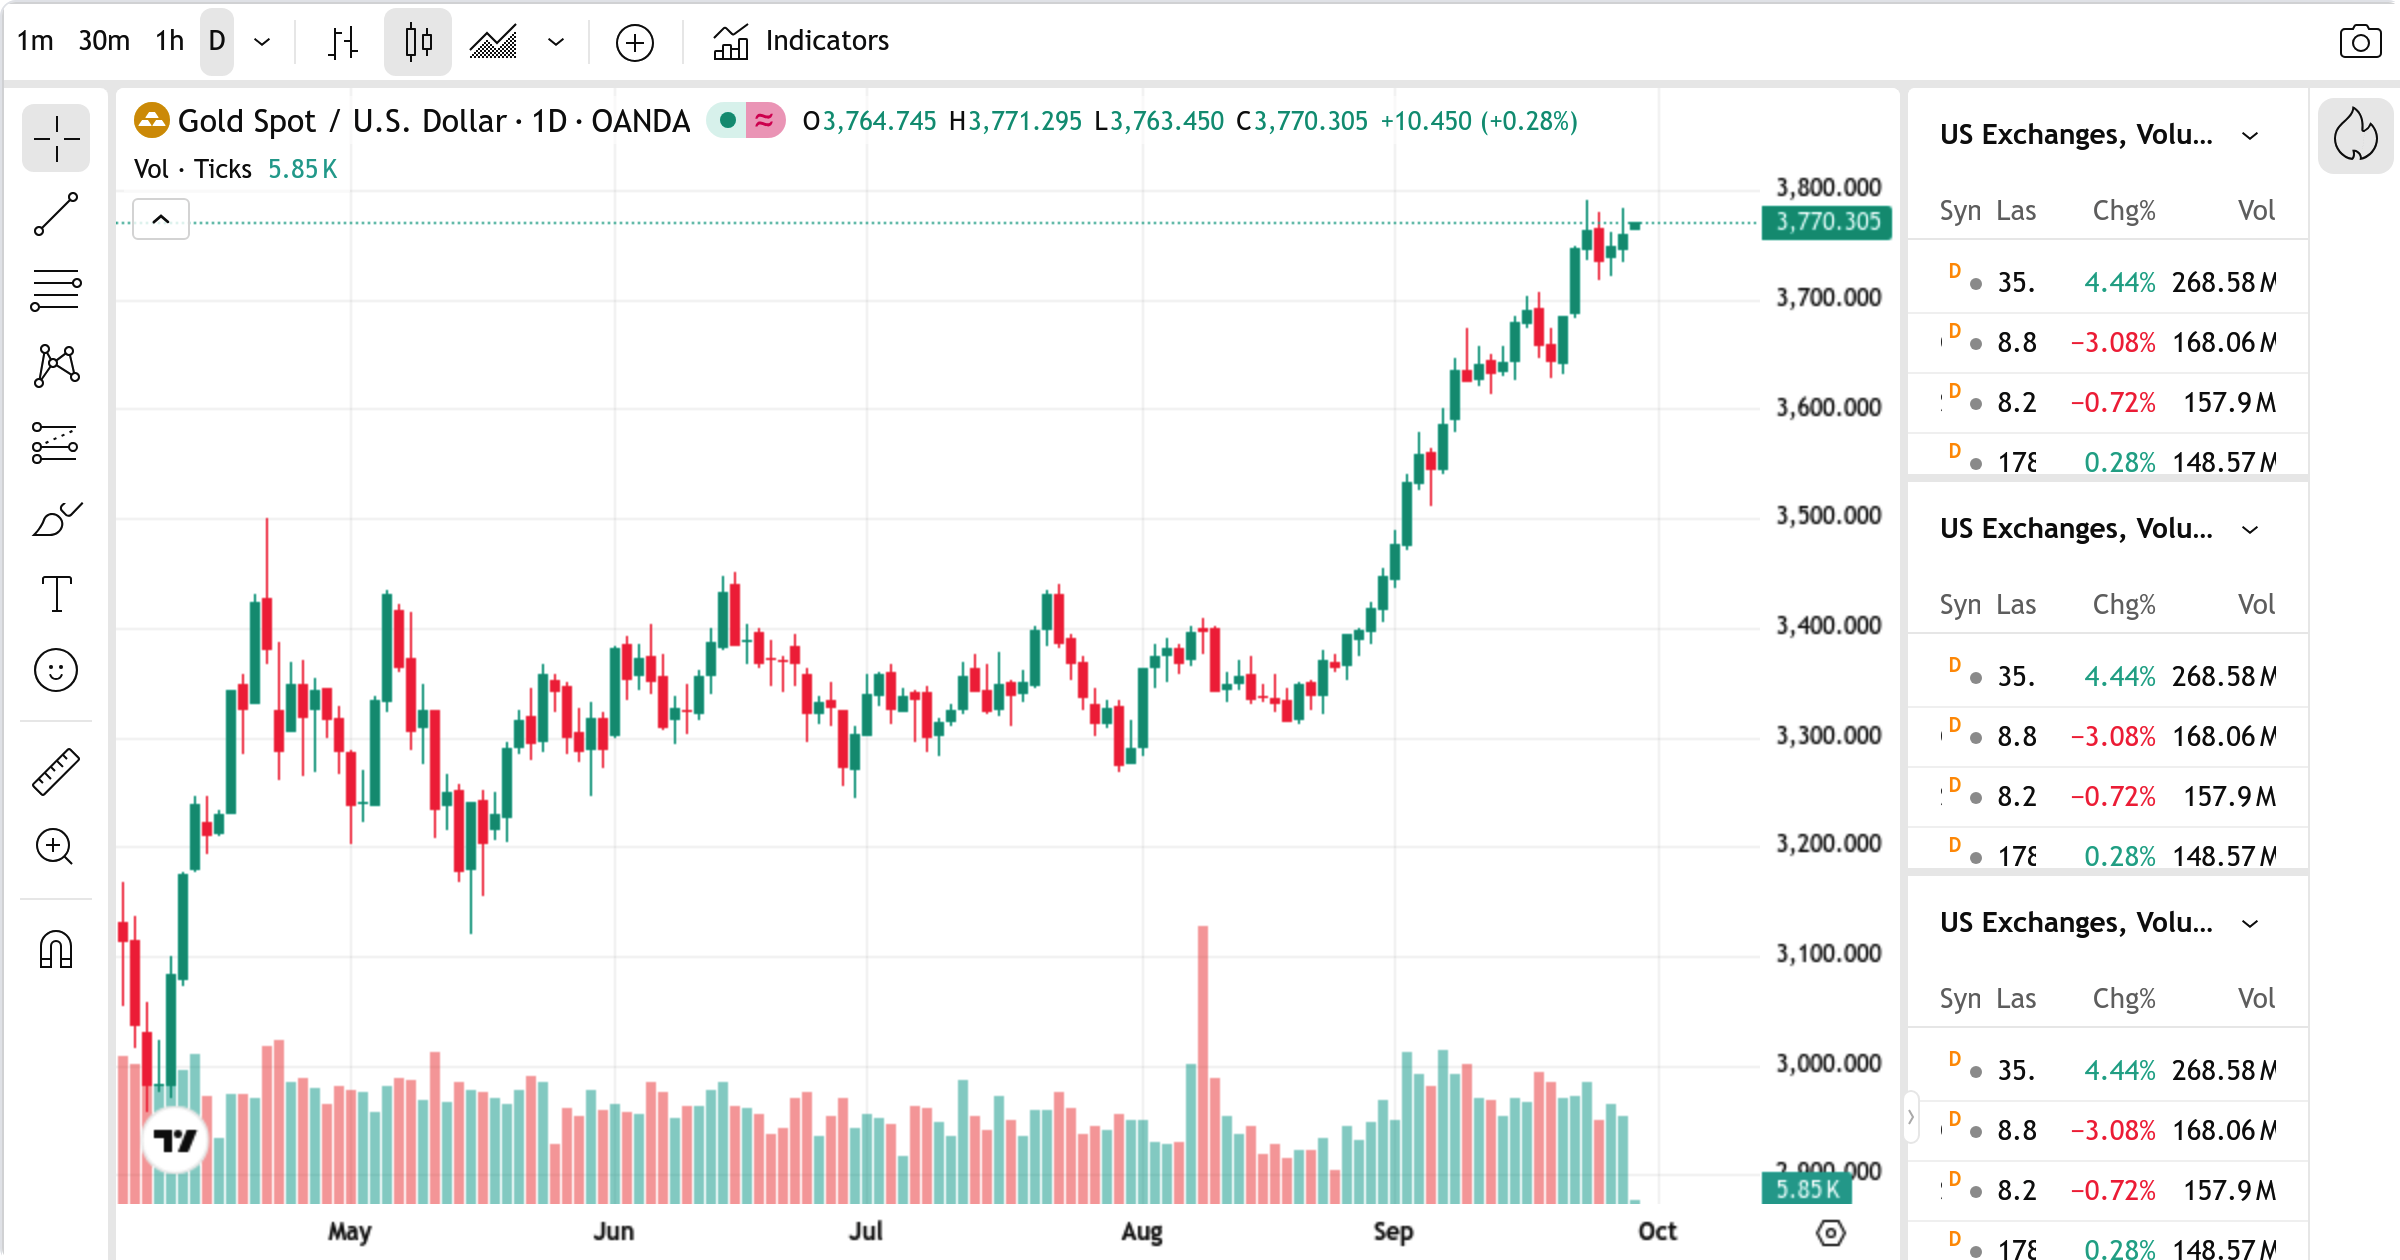 1m 30m 1h D Indicators
Gold Spot / U.S. Dollar · 1D · OANDA O3,764.745 H3,771.295 L3,763.450 C3,770.305 +10.450 (+0.28%)
Vol · Ticks 5.85K
3,800.000
3,770.305
3,700.000
3,600.000
3,500.000
3,400.000
3,300.000
3,200.000
3,100.000
3,000.000
5.85K
May Jun Jul Aug Sep Oct
US Exchanges, Volu...
Syn Las Chg% Vol
D 35. 4.44% 268.58M
D 8.8 −3.08% 168.06M
D 8.2 −0.72% 157.9M
D 178 0.28% 148.57M
US Exchanges, Volu...
Syn Las Chg% Vol
D 35. 4.44% 268.58M
D 8.8 −3.08% 168.06M
D 8.2 −0.72% 157.9M
D 178 0.28% 148.57M
US Exchanges, Volu...
Syn Las Chg% Vol
D 35. 4.44% 268.58M
D 8.8 −3.08% 168.06M
D 8.2 −0.72% 157.9M
D 178 0.28% 148.57M